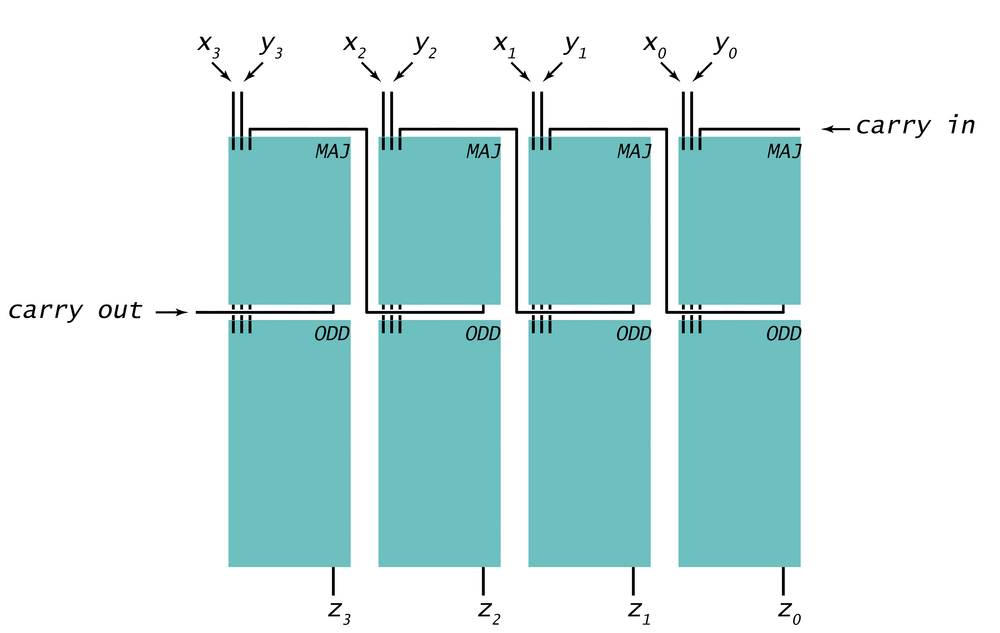 x3 y3 x2 y2 x1 y1 x0 y0
carry in
MAJ MAJ MAJ MAJ
carry out
ODD ODD ODD ODD
z3 z2 z1 z0